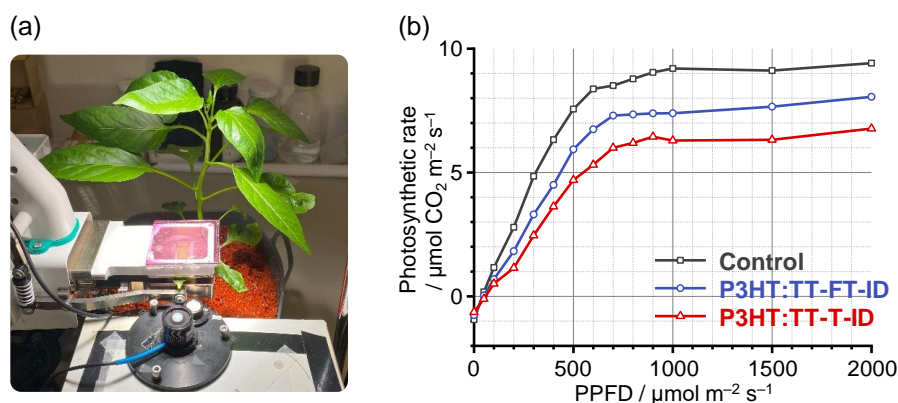 (a)
(b)
10
5
0
Photosynthetic rate
/ μmol CO₂ m⁻² s⁻¹
Control
P3HT:TT-FT-ID
P3HT:TT-T-ID
0 500 1000 1500 2000
PPFD / μmol m⁻² s⁻¹